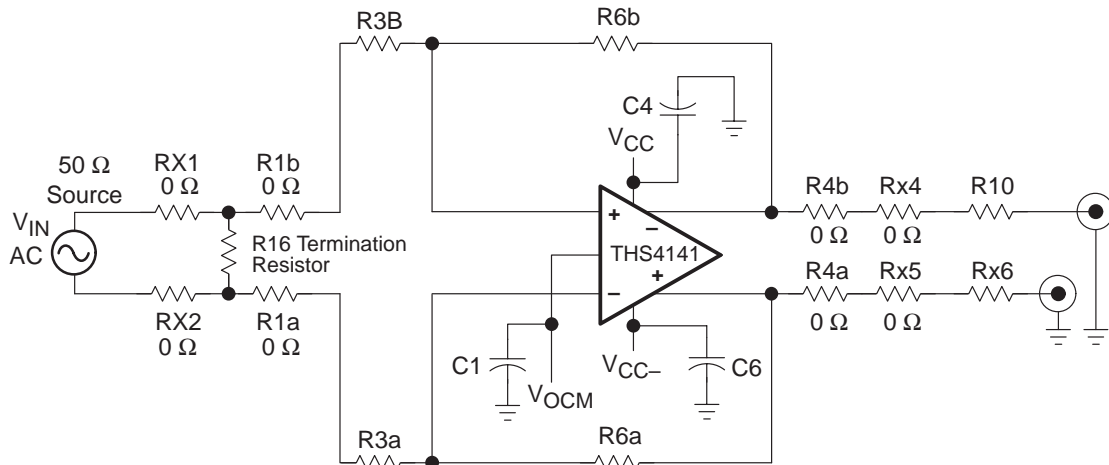 R3B
R6b
C4
VCC
50 Ω
Source
RX1
0 Ω
R1b
0 Ω
R4b
0 Ω
Rx4
0 Ω
R10
VIN
AC
R16 Termination
Resistor
+
−
THS4141
+
−
RX2
0 Ω
R1a
0 Ω
R4a
0 Ω
Rx5
0 Ω
Rx6
C1
VOCM
VCC−
C6
R3a
R6a